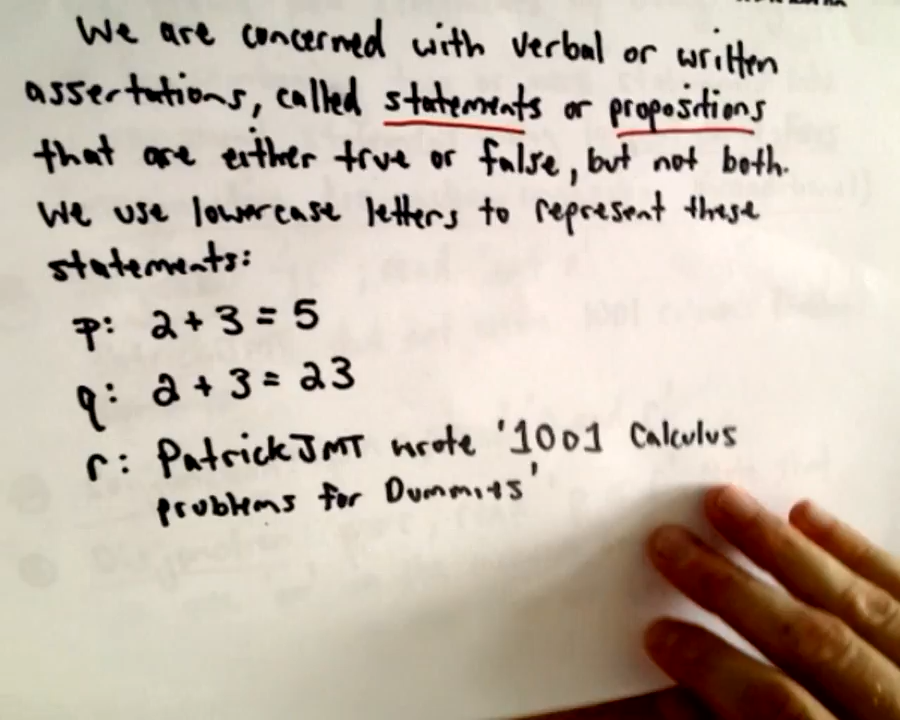 We are concerned with verbal or written
assertations, called statements or propositions
that are either true or false, but not both.
We use lowercase letters to represent these
statements:
p: 2 + 3 = 5
q: 2 + 3 = 23
r: PatrickJMT wrote '1001 Calculus
problems for Dummies'